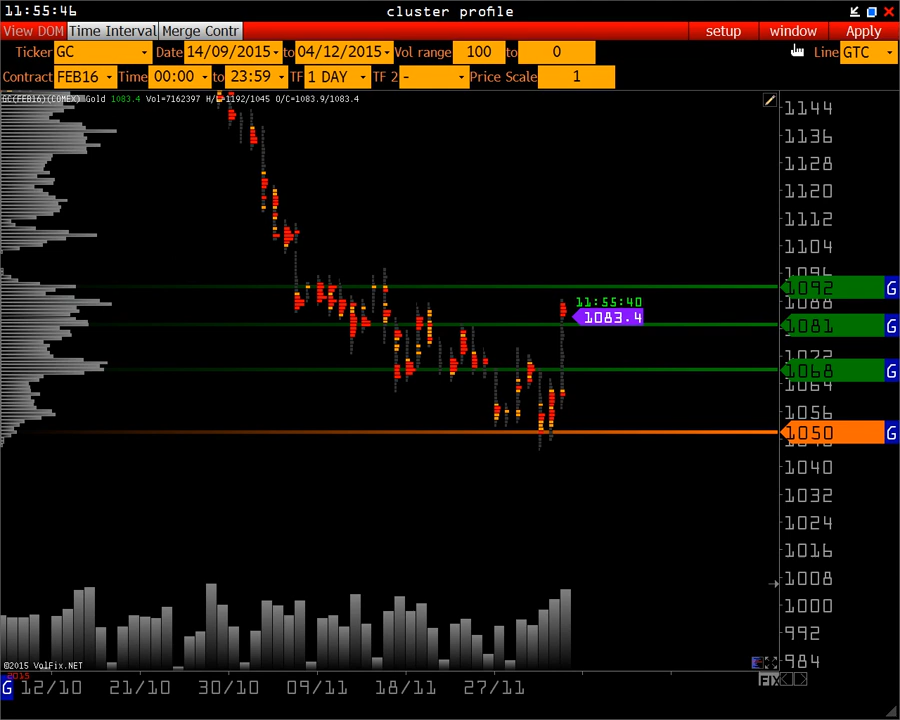 11:55:46 cluster profile
View DOM Time Interval Merge Contr setup window Apply
Ticker GC Date 14/09/2015 to 04/12/2015 Vol range 100 to 0 Line GTC
Contract FEB16 Time 00:00 to 23:59 TF 1 DAY TF 2 - Price Scale 1
GC(FEB16)(COMEX) Gold 1083.4 Vol=7162397 H/L=1192/1045 O/C=1083.9/1083.4
1144
1136
1128
1120
1112
1104
1096
1092 G
1088
11:55:40
1083.4
1081 G
1072
1068 G
1064
1056
1050 G
1040
1032
1024
1016
1008
1000
992
984
©2015 VolFix.NET
2015
G 12/10 21/10 30/10 09/11 18/11 27/11
FIX